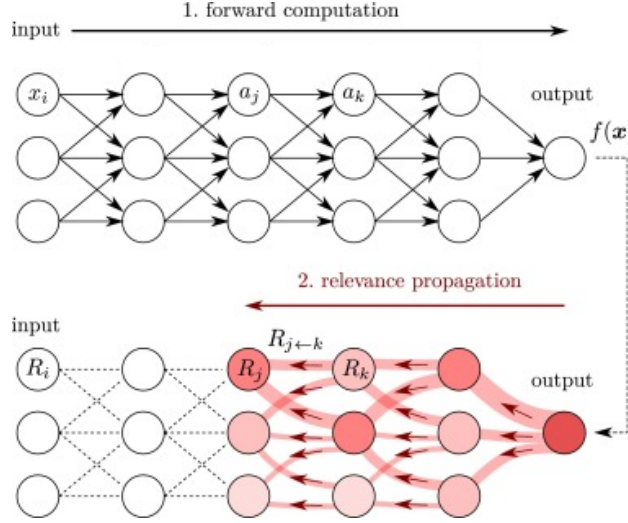 1. forward computation
input
x_i
a_j
a_k
output
f(x
2. relevance propagation
input
R_{j←k}
R_i
R_j
R_k
output